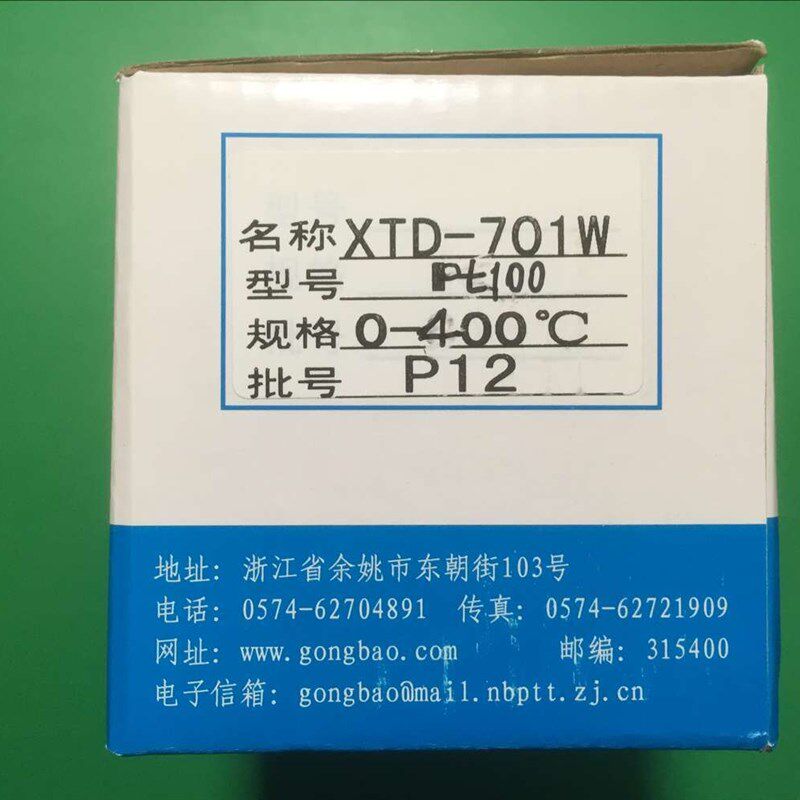 名称 XTD-701W
型号 Pt100
规格 0-400℃
批号 P12
地址: 浙江省余姚市东朝街103号
电话: 0574-62704891 传真: 0574-62721909
网址: www.gongbao.com 邮编: 315400
电子信箱: gongbao@mail.nbptt.zj.cn